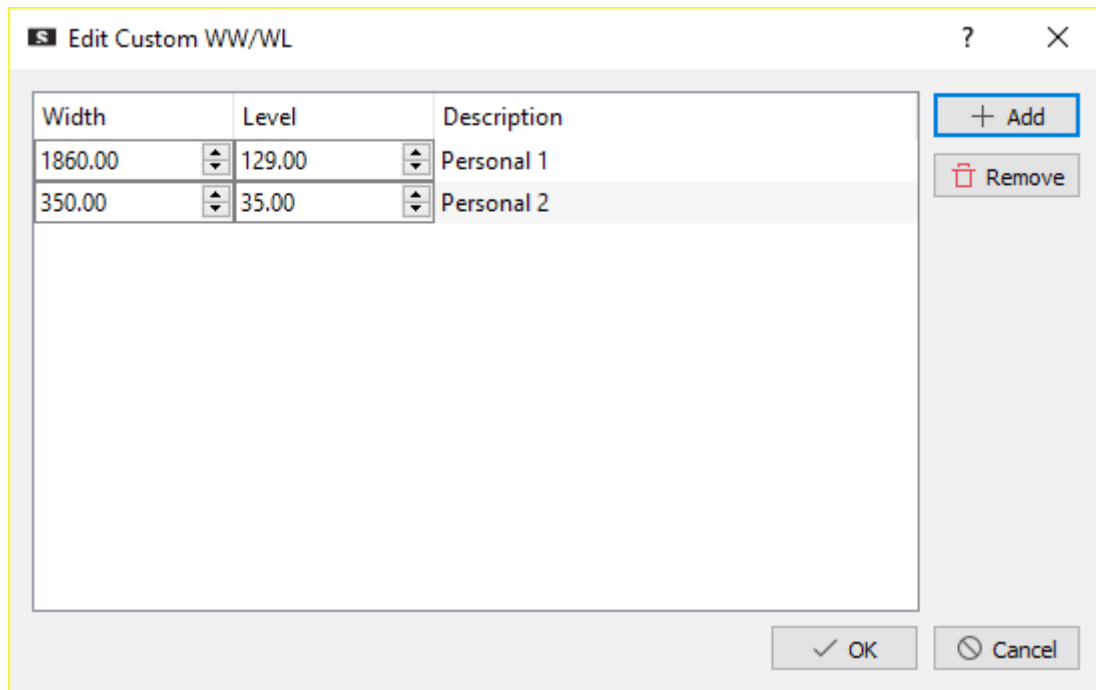 S Edit Custom WW/WL ?
Width Level Description
1860.00 129.00 Personal 1
350.00 35.00 Personal 2
+ Add
Remove
OK Cancel